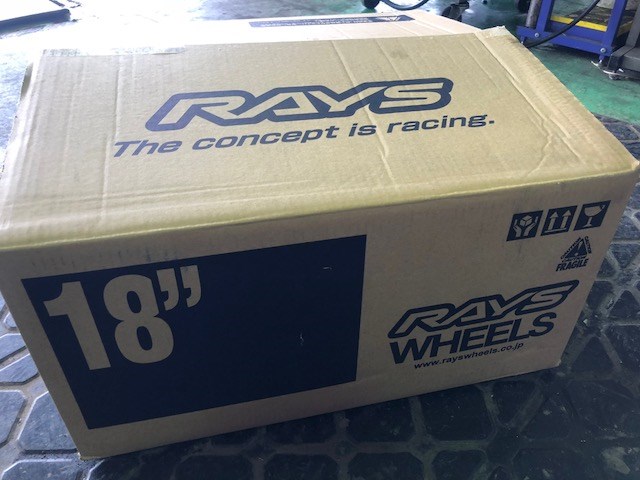 RAYS
The concept is racing.
18”
FRAGILE
RAYS
WHEELS
www.rayswheels.co.jp